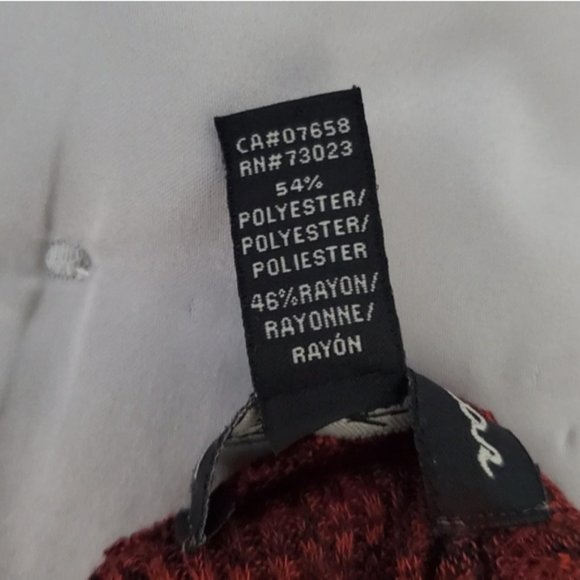 CA#07658
RN#73023
54%
POLYESTER/
POLYESTER/
POLIESTER
46%RAYON/
RAYONNE/
RAYÓN